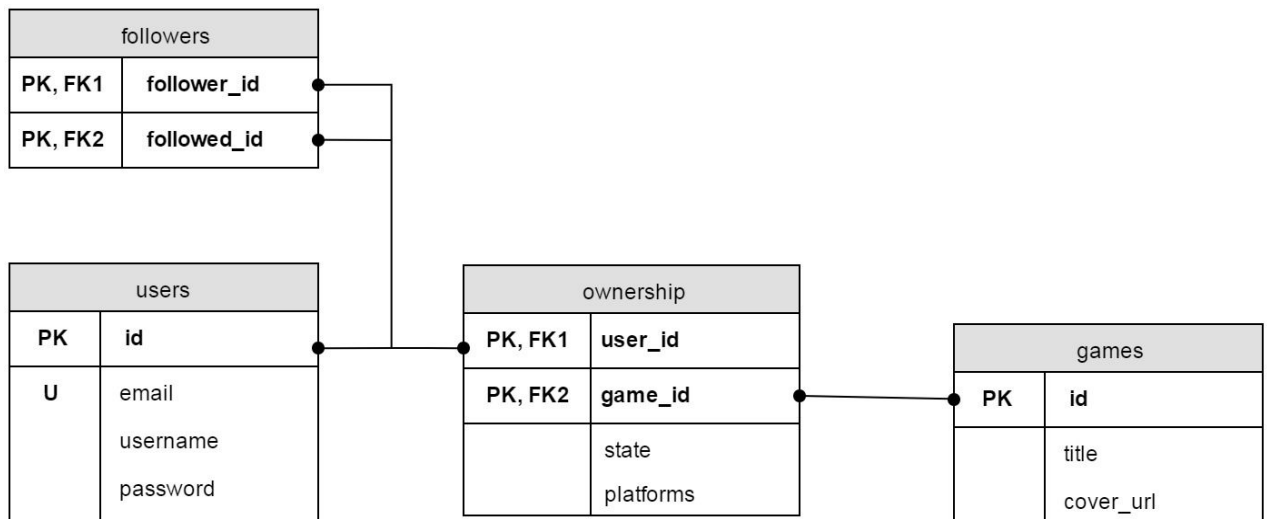 followers
PK, FK1 follower_id
PK, FK2 followed_id
users
PK id
U email
username
password
ownership
PK, FK1 user_id
PK, FK2 game_id
state
platforms
games
PK id
title
cover_url